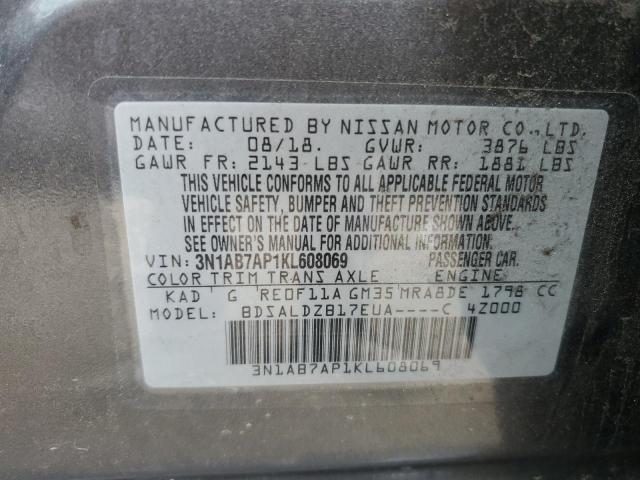 MANUFACTURED BY NISSAN MOTOR CO., LTD.
DATE: 08/18. GVWR: 3876 LBS
GAWR FR: 2143 LBS GAWR RR: 1881 LBS
THIS VEHICLE CONFORMS TO ALL APPLICABLE FEDERAL MOTOR
VEHICLE SAFETY, BUMPER AND THEFT PREVENTION STANDARDS
IN EFFECT ON THE DATE OF MANUFACTURE SHOWN ABOVE.
SEE OWNER'S MANUAL FOR ADDITIONAL INFORMATION
VIN: 3N1AB7AP1KL608069 PASSENGER CAR.
COLOR TRIM TRANS AXLE ENGINE
KAD G RE0F11A GM35 MRA8DE 1798 CC
MODEL: BDSALDZB17EUA----C 4Z000
3N1AB7AP1KL608069